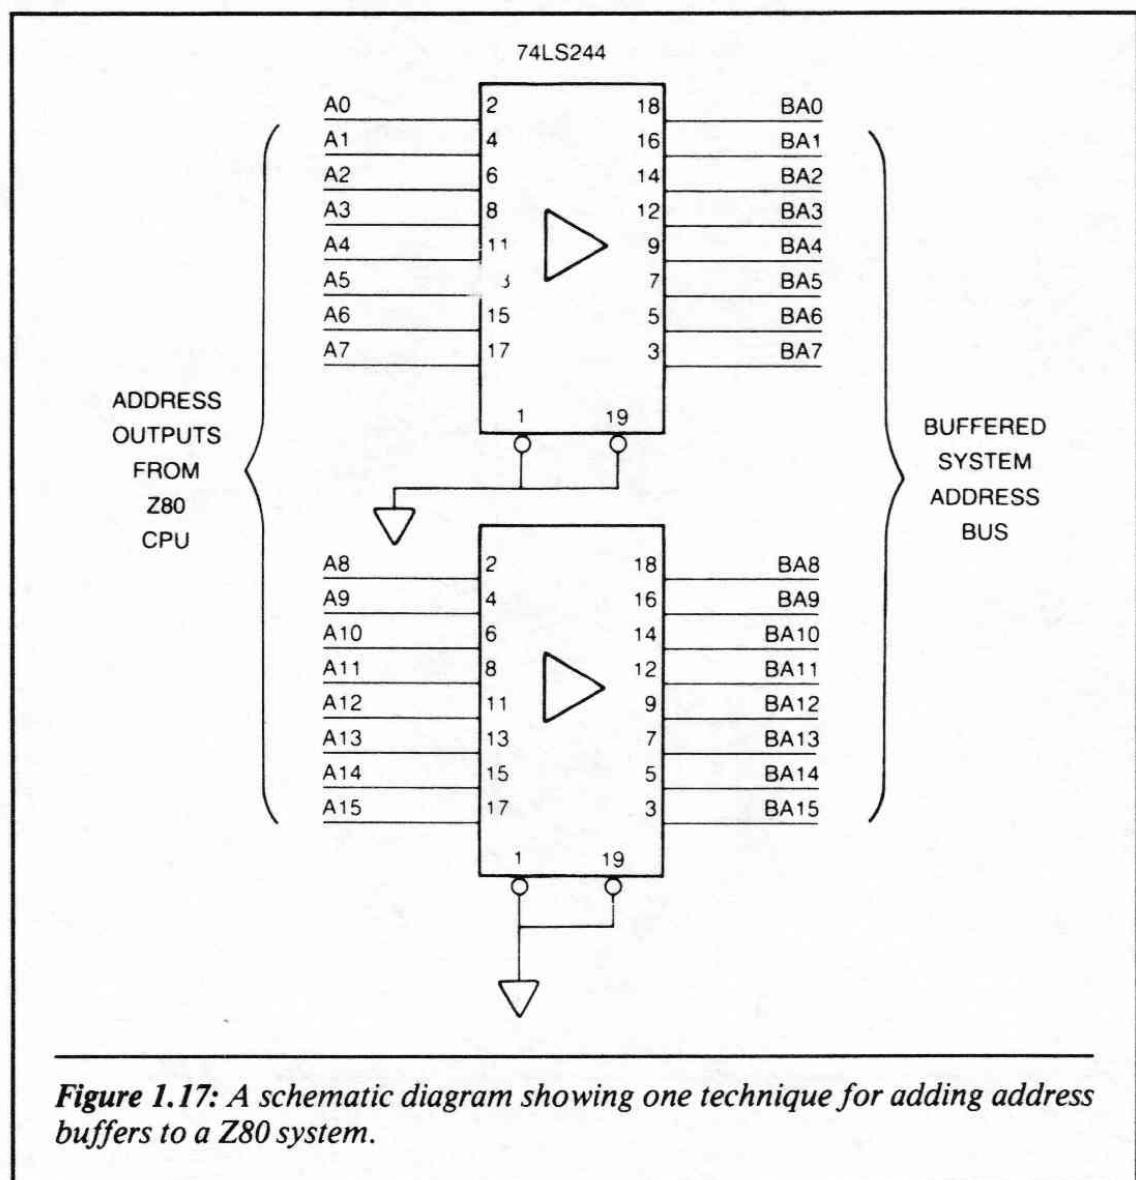 74LS244
A0 2 18 BA0
A1 4 16 BA1
A2 6 14 BA2
A3 8 12 BA3
A4 11 9 BA4
A5 3 7 BA5
A6 15 5 BA6
A7 17 3 BA7
1 19
ADDRESS
OUTPUTS
FROM
Z80
CPU
BUFFERED
SYSTEM
ADDRESS
BUS
A8 2 18 BA8
A9 4 16 BA9
A10 6 14 BA10
A11 8 12 BA11
A12 11 9 BA12
A13 13 7 BA13
A14 15 5 BA14
A15 17 3 BA15
1 19
Figure 1.17: A schematic diagram showing one technique for adding address
buffers to a Z80 system.